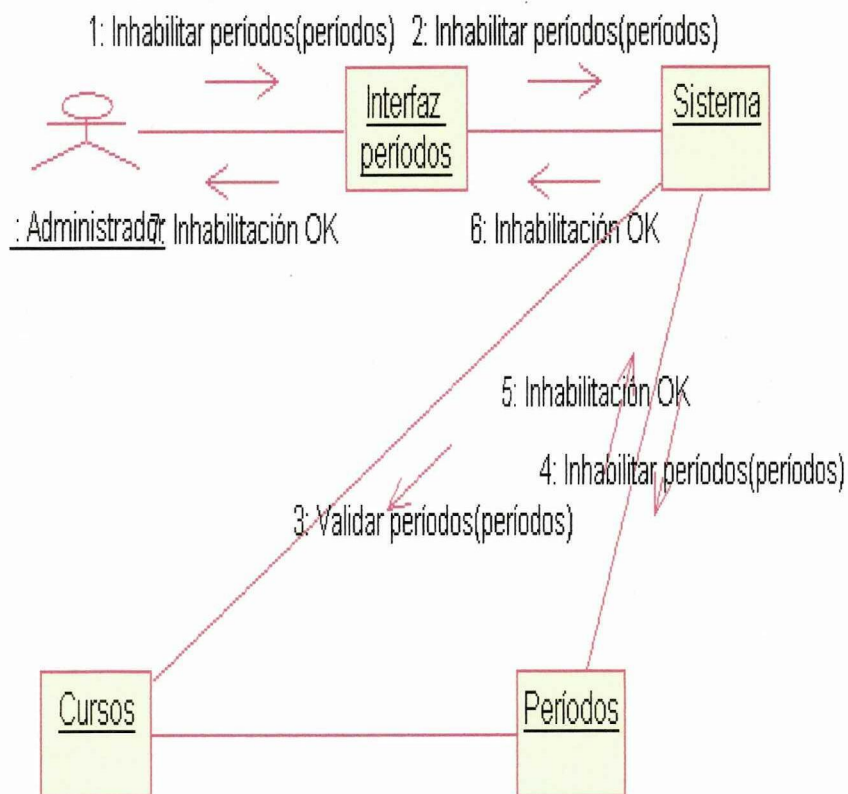 1: Inhabilitar períodos(períodos) 2: Inhabilitar períodos(períodos)
Interfaz
períodos
Sistema
: Administrador
7: Inhabilitación OK
6: Inhabilitación OK
5: Inhabilitación OK
4: Inhabilitar períodos(períodos)
3: Validar períodos(períodos)
Cursos
Períodos